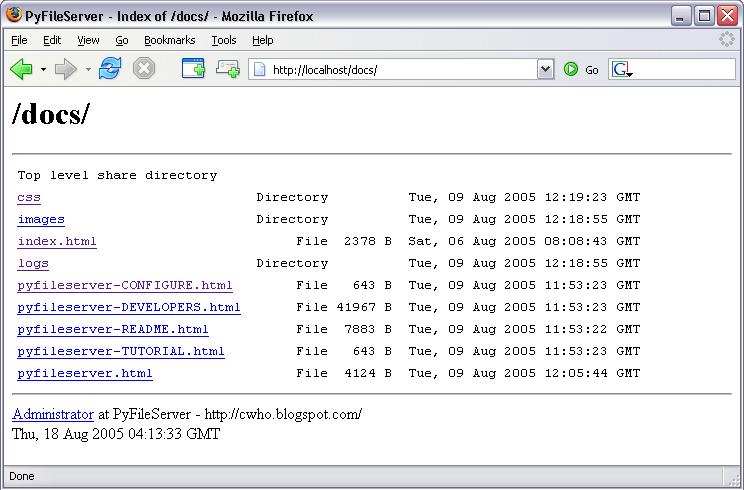 PyFileServer - Index of /docs/ - Mozilla Firefox
File Edit View Go Bookmarks Tools Help
http://localhost/docs/ Go G
/docs/
Top level share directory
css Directory Tue, 09 Aug 2005 12:19:23 GMT
images Directory Tue, 09 Aug 2005 12:18:55 GMT
index.html File 2378 B Sat, 06 Aug 2005 08:08:43 GMT
logs Directory Tue, 09 Aug 2005 12:18:55 GMT
pyfileserver-CONFIGURE.html File 643 B Tue, 09 Aug 2005 11:53:23 GMT
pyfileserver-DEVELOPERS.html File 41967 B Tue, 09 Aug 2005 11:53:23 GMT
pyfileserver-README.html File 7883 B Tue, 09 Aug 2005 11:53:22 GMT
pyfileserver-TUTORIAL.html File 643 B Tue, 09 Aug 2005 11:53:23 GMT
pyfileserver.html File 4124 B Tue, 09 Aug 2005 12:05:44 GMT
Administrator at PyFileServer - http://cwho.blogspot.com/
Thu, 18 Aug 2005 04:13:33 GMT
Done